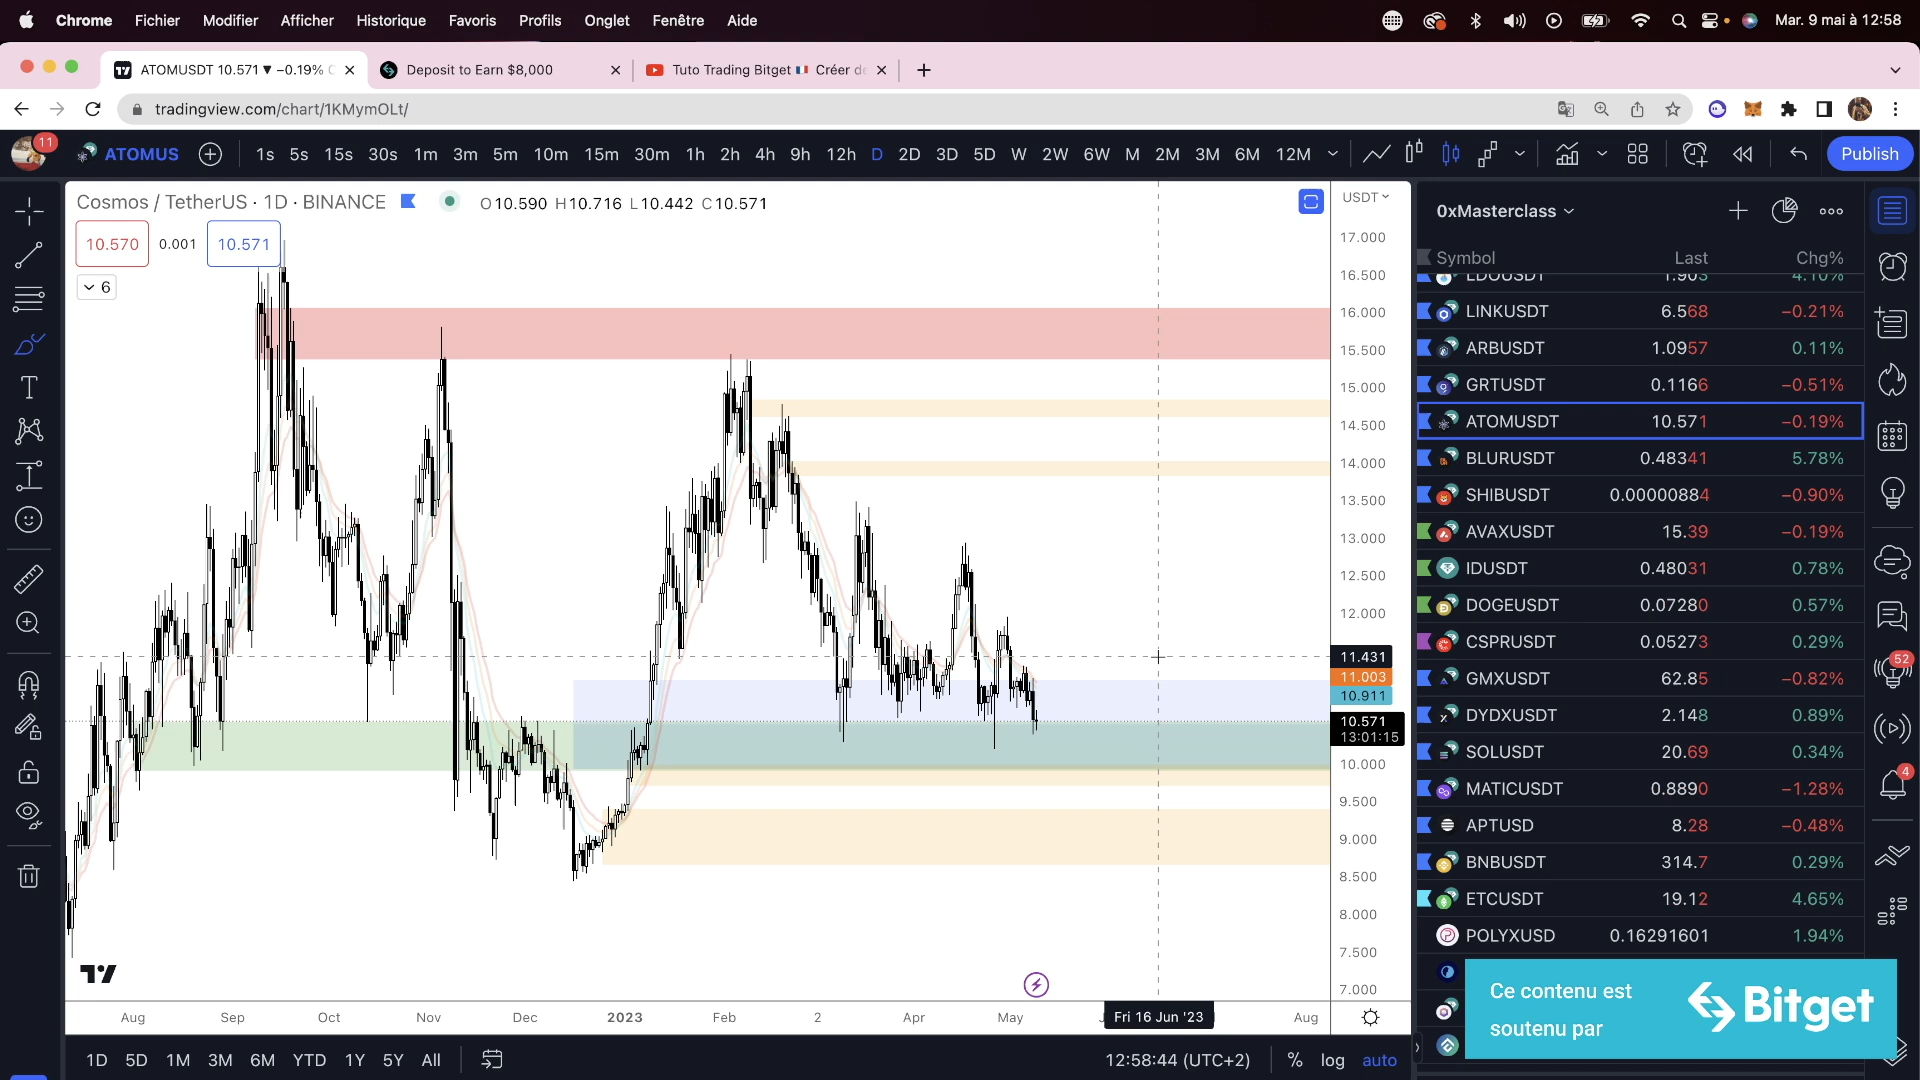 Chrome Fichier Modifier Afficher Historique Favoris Profils Onglet Fenêtre Aide Mar. 9 mai à 12:58
ATOMUSDT 10.571 ▼ −0.19% Deposit to Earn $8,000 Tuto Trading Bitget Créer de
tradingview.com/chart/1KMymOLt/
11
ATOMUS 1s 5s 15s 30s 1m 3m 5m 10m 15m 30m 1h 2h 4h 9h 12h D 2D 3D 5D W 2W 6W M 2M 3M 6M 12M Publish
Cosmos / TetherUS · 1D · BINANCE O10.590 H10.716 L10.442 C10.571
10.570 0.001 10.571
6
USDT
17.000
16.500
16.000
15.500
15.000
14.500
14.000
13.500
13.000
12.500
12.000
11.431
11.003
10.911
10.571
13:01:15
10.000
9.500
9.000
8.500
8.000
7.500
7.000
Aug Sep Oct Nov Dec 2023 Feb 2 Apr May Fri 16 Jun '23 Aug
1D 5D 1M 3M 6M YTD 1Y 5Y All 12:58:44 (UTC+2) % log auto
0xMasterclass
Symbol Last Chg%
LDOUSDT 1.903 4.10%
LINKUSDT 6.568 −0.21%
ARBUSDT 1.0957 0.11%
GRTUSDT 0.1166 −0.51%
ATOMUSDT 10.571 −0.19%
BLURUSDT 0.48341 5.78%
SHIBUSDT 0.00000884 −0.90%
AVAXUSDT 15.39 −0.19%
IDUSDT 0.48031 0.78%
DOGEUSDT 0.07280 0.57%
CSPRUSDT 0.05273 0.29%
GMXUSDT 62.85 −0.82%
DYDXUSDT 2.148 0.89%
SOLUSDT 20.69 0.34%
MATICUSDT 0.8890 −1.28%
APTUSD 8.28 −0.48%
BNBUSDT 314.7 0.29%
ETCUSDT 19.12 4.65%
POLYXUSD 0.16291601 1.94%
52
4
Ce contenu est
soutenu par
Bitget